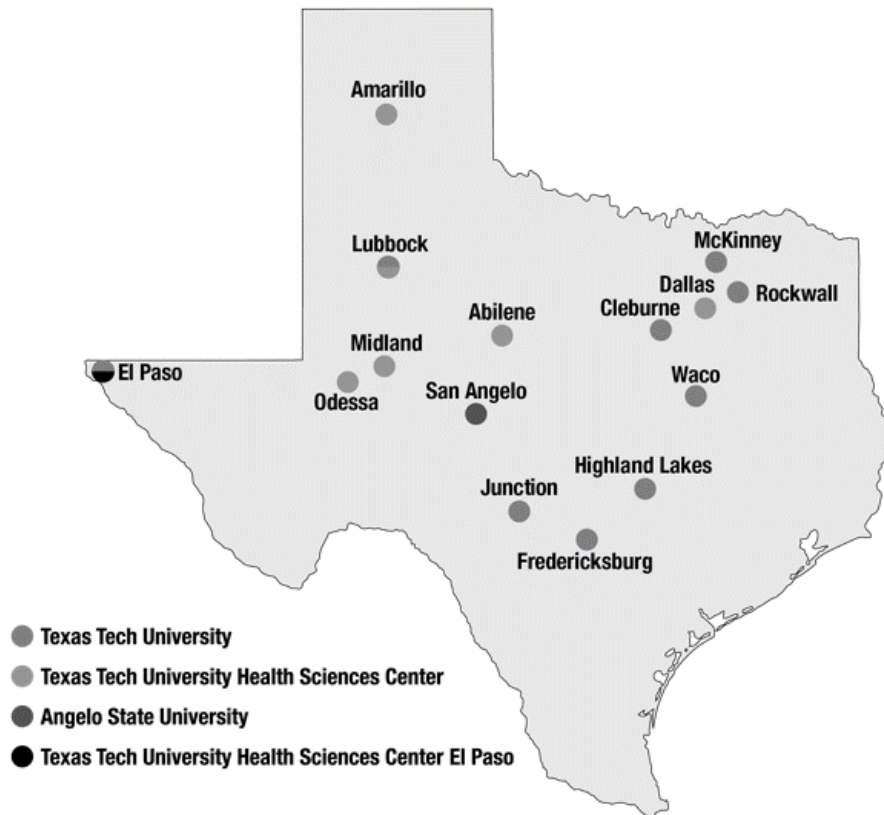 Amarillo
Lubbock
McKinney
Dallas
Rockwall
Cleburne
Abilene
Midland
El Paso
Odessa
San Angelo
Waco
Highland Lakes
Junction
Fredericksburg
Texas Tech University
Texas Tech University Health Sciences Center
Angelo State University
Texas Tech University Health Sciences Center El Paso